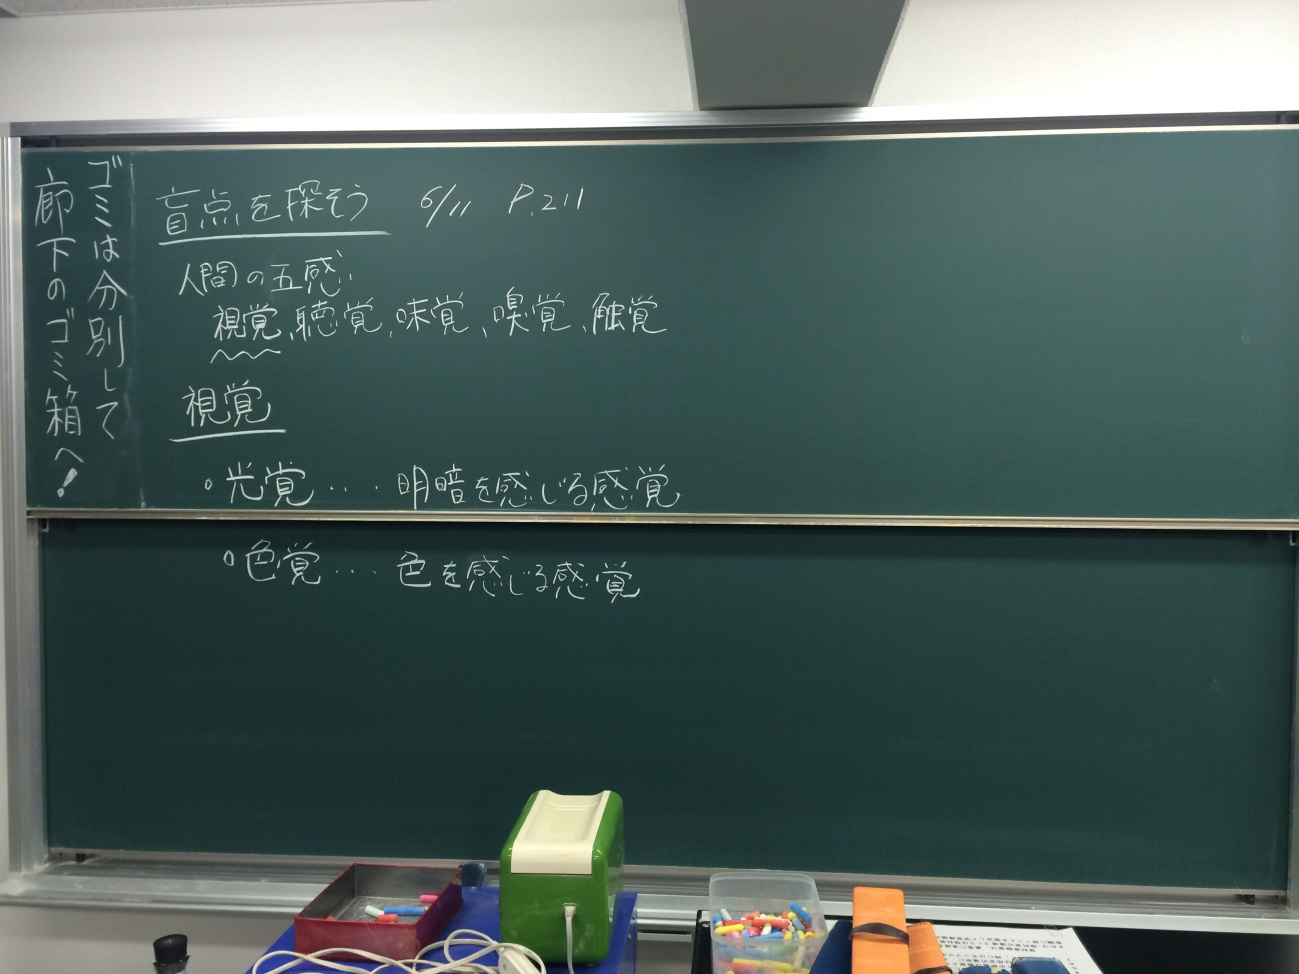 ゴミは分別して
廊下のゴミ箱へ!
盲点を探そう 6/11 P.211
人間の五感、
視覚、聴覚、味覚、嗅覚、触覚
視覚
・光覚‥‥明暗を感じる感覚
・色覚‥‥色を感じる感覚